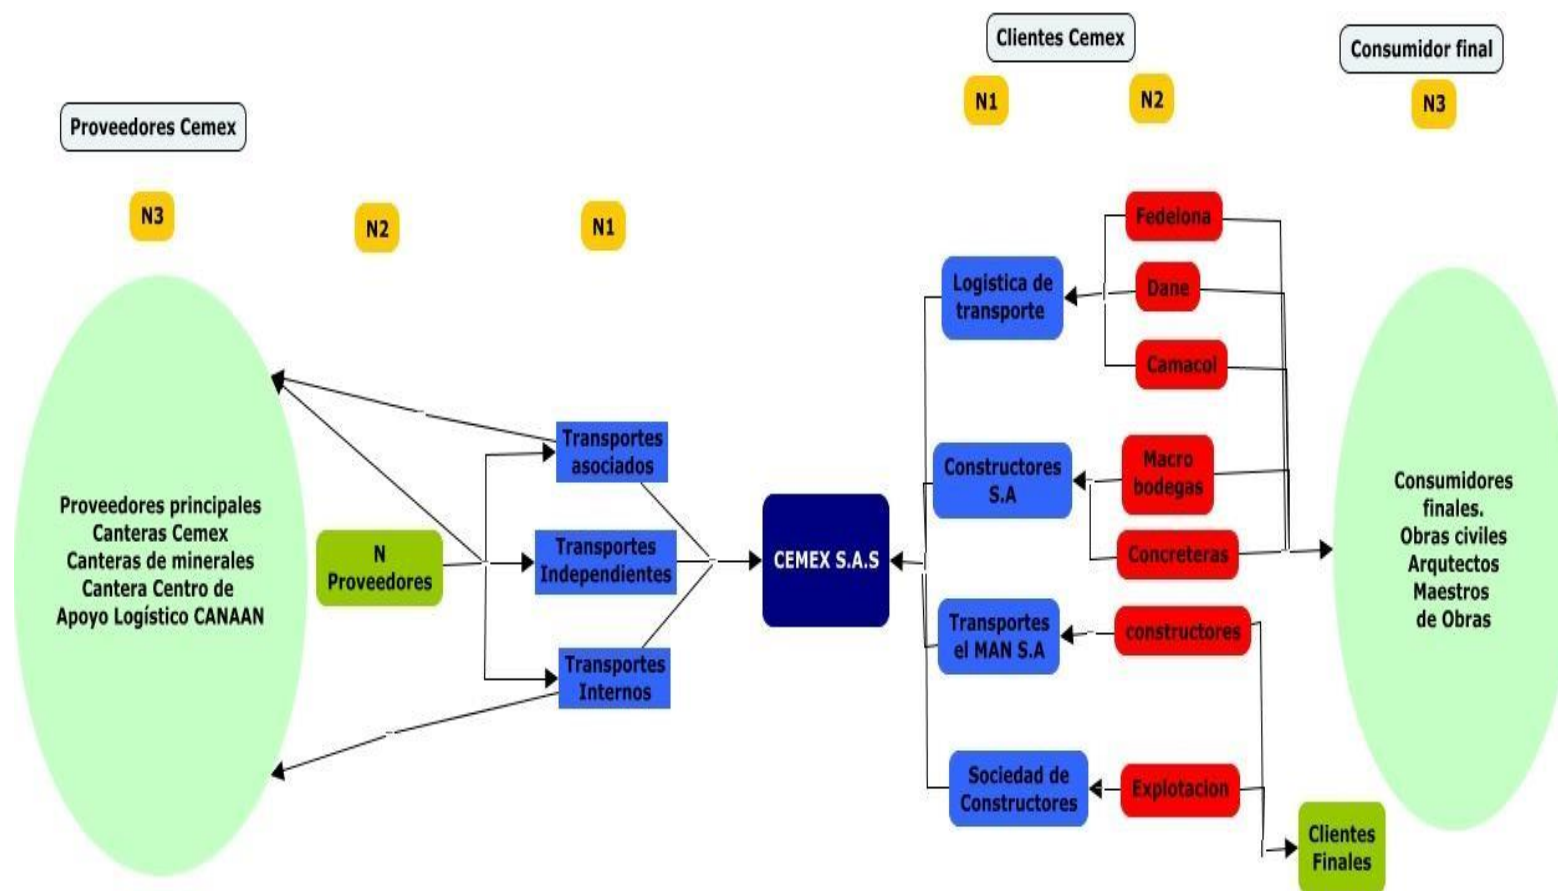 Proveedores Cemex
N3
N2
N1
Proveedores principales
Canteras Cemex
Canteras de minerales
Cantera Centro de
Apoyo Logístico CANAAN
N
Proveedores
Transportes
asociados
Transportes
Independientes
Transportes
Internos
CEMEX S.A.S
Clientes Cemex
N1
N2
Logistica de
transporte
Constructores
S.A
Transportes
el MAN S.A
Sociedad de
Constructores
Fedelona
Dane
Camacol
Macro
bodegas
Concreteras
constructores
Explotacion
Consumidor final
N3
Consumidores
finales.
Obras civiles
Arqutectos
Maestros
de Obras
Clientes
Finales